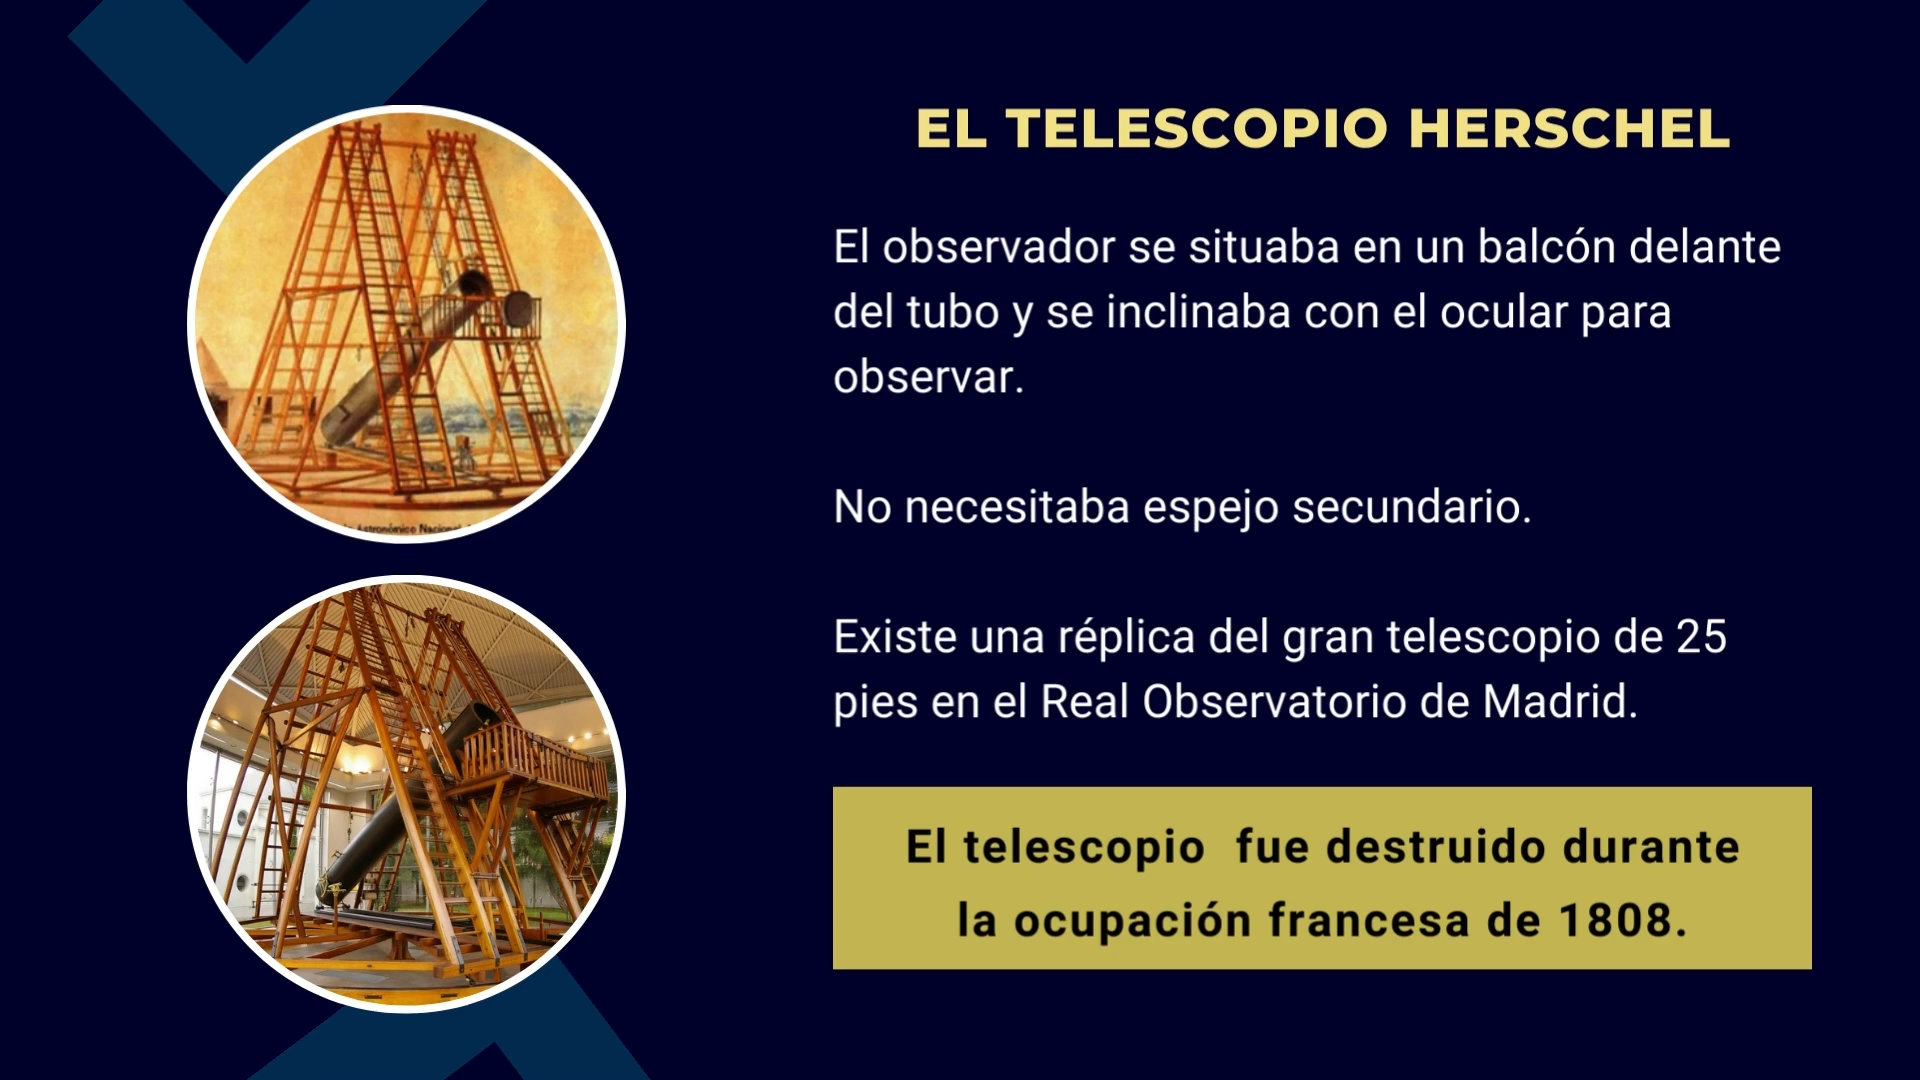 EL TELESCOPIO HERSCHEL
El observador se situaba en un balcón delante
del tubo y se inclinaba con el ocular para
observar.
No necesitaba espejo secundario.
Existe una réplica del gran telescopio de 25
pies en el Real Observatorio de Madrid.
El telescopio  fue destruido durante
la ocupación francesa de 1808.
Astronómico Nacional